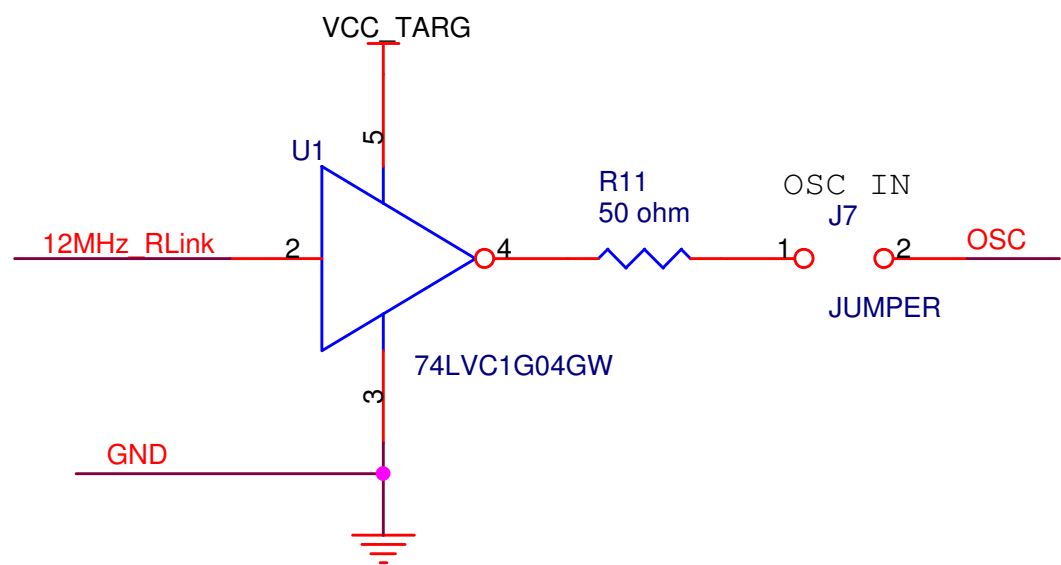 VCC_TARG
5
U1
R11
50 ohm
OSC IN
J7
12MHz_RLink
2
4
1
2
OSC
JUMPER
74LVC1G04GW
3
GND